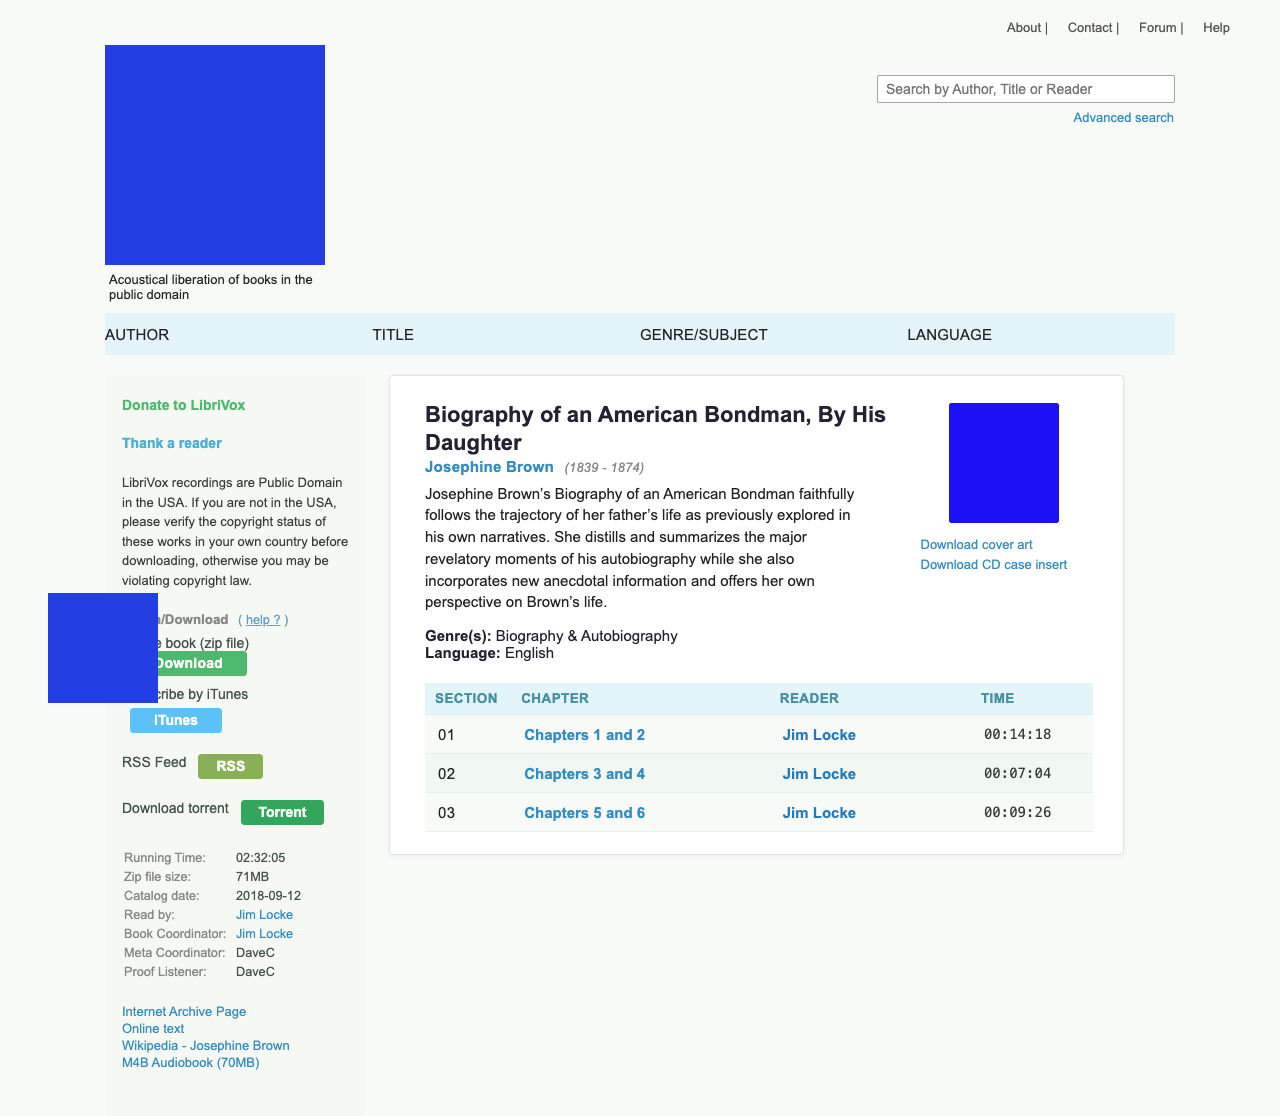 About |
Contact |
Forum |
Help
Search by Author, Title or Reader
Advanced search
Acoustical liberation of books in the
public domain
AUTHOR
TITLE
GENRE/SUBJECT
LANGUAGE
Donate to LibriVox
Thank a reader
LibriVox recordings are Public Domain
in the USA. If you are not in the USA,
please verify the copyright status of
these works in your own country before
downloading, otherwise you may be
violating copyright law.
/Download ( help ? )
book (zip file)
Download
by iTunes
iTunes
RSS Feed RSS
Download torrent Torrent
Running Time: 02:32:05
Zip file size: 71MB
Catalog date: 2018-09-12
Read by: Jim Locke
Book Coordinator: Jim Locke
Meta Coordinator: DaveC
Proof Listener: DaveC
Internet Archive Page
Online text
Wikipedia - Josephine Brown
M4B Audiobook (70MB)
Biography of an American Bondman, By His
Daughter
Josephine Brown (1839 - 1874)
Josephine Brown’s Biography of an American Bondman faithfully
follows the trajectory of her father’s life as previously explored in
his own narratives. She distills and summarizes the major
revelatory moments of his autobiography while she also
incorporates new anecdotal information and offers her own
perspective on Brown’s life.
Genre(s): Biography & Autobiography
Language: English
Download cover art
Download CD case insert
SECTION CHAPTER READER TIME
01 Chapters 1 and 2 Jim Locke 00:14:18
02 Chapters 3 and 4 Jim Locke 00:07:04
03 Chapters 5 and 6 Jim Locke 00:09:26